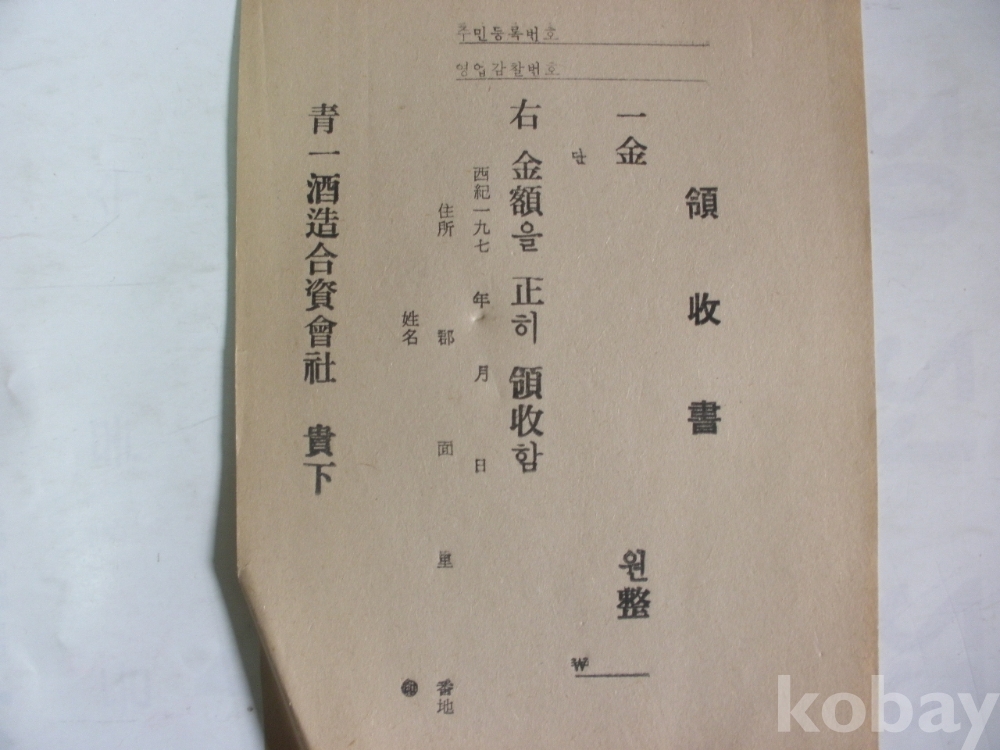 주민등록번호
영업감찰번호
領收書
一金 원整
단 ₩
右 金額을 正히 領收함
西紀一九七 年 月 日
住所 郡 面 里 番地
姓名 ㊞
青一酒造合資會社 貴下
kobay